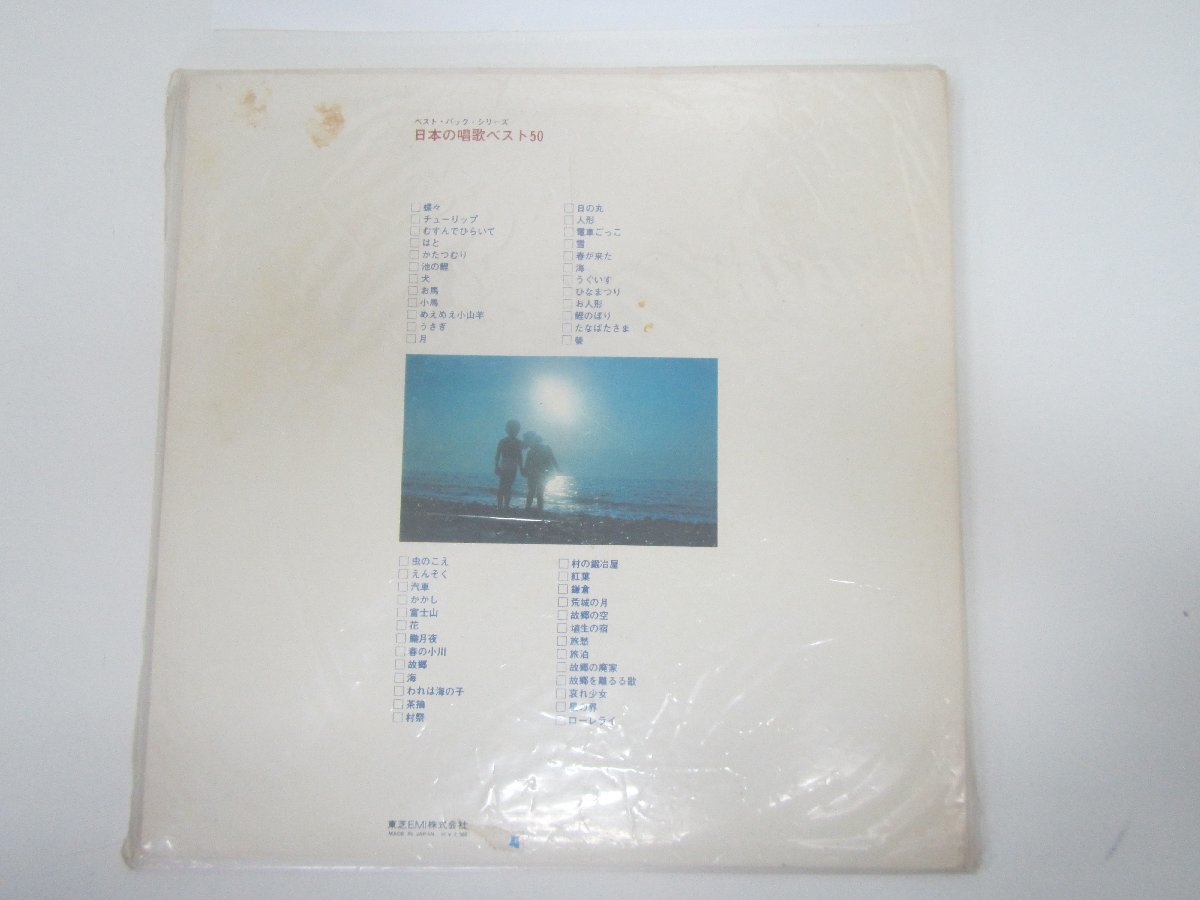 ベスト・パック・シリーズ
日本の唱歌ベスト50
蝶々
チューリップ
むすんでひらいて
はと
かたつむり
池の鯉
犬
お馬
小馬
めえめえ小山羊
うさぎ
月
日の丸
人形
電車ごっこ
雪
春が来た
海
うぐいす
ひなまつり
お人形
鯉のぼり
たなばたさま
螢
虫のこえ
えんそく
汽車
かかし
富士山
花
朧月夜
春の小川
故郷
海
われは海の子
茶摘
村祭
村の鍛冶屋
紅葉
鎌倉
荒城の月
故郷の空
埴生の宿
旅愁
旅泊
故郷の廃家
故郷を離るる歌
哀れ少女
星の界
ローレライ
東芝EMI株式会社
MADE IN JAPAN